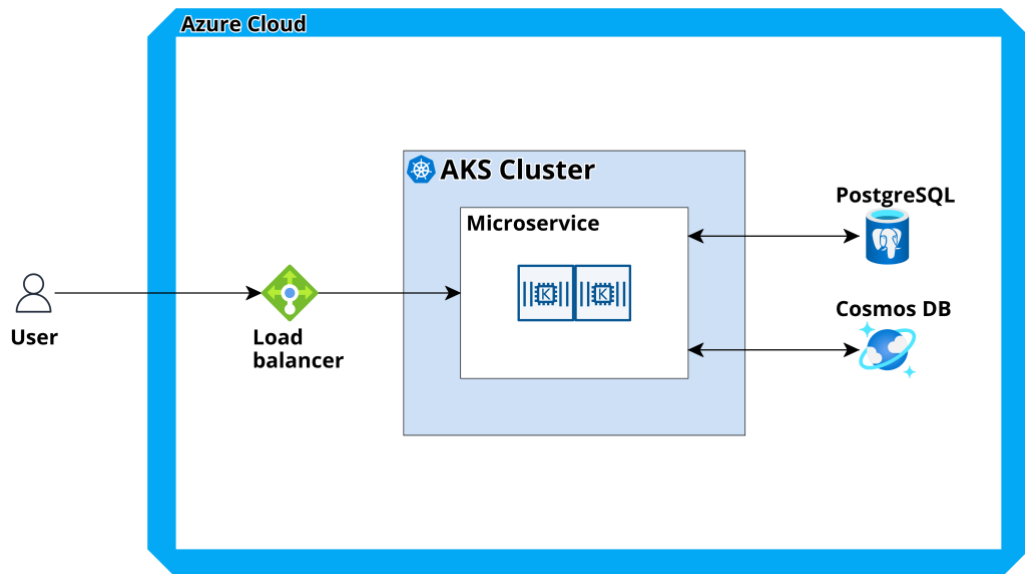 Azure Cloud
AKS Cluster
Microservice
PostgreSQL
Cosmos DB
User
Load
balancer
K
K